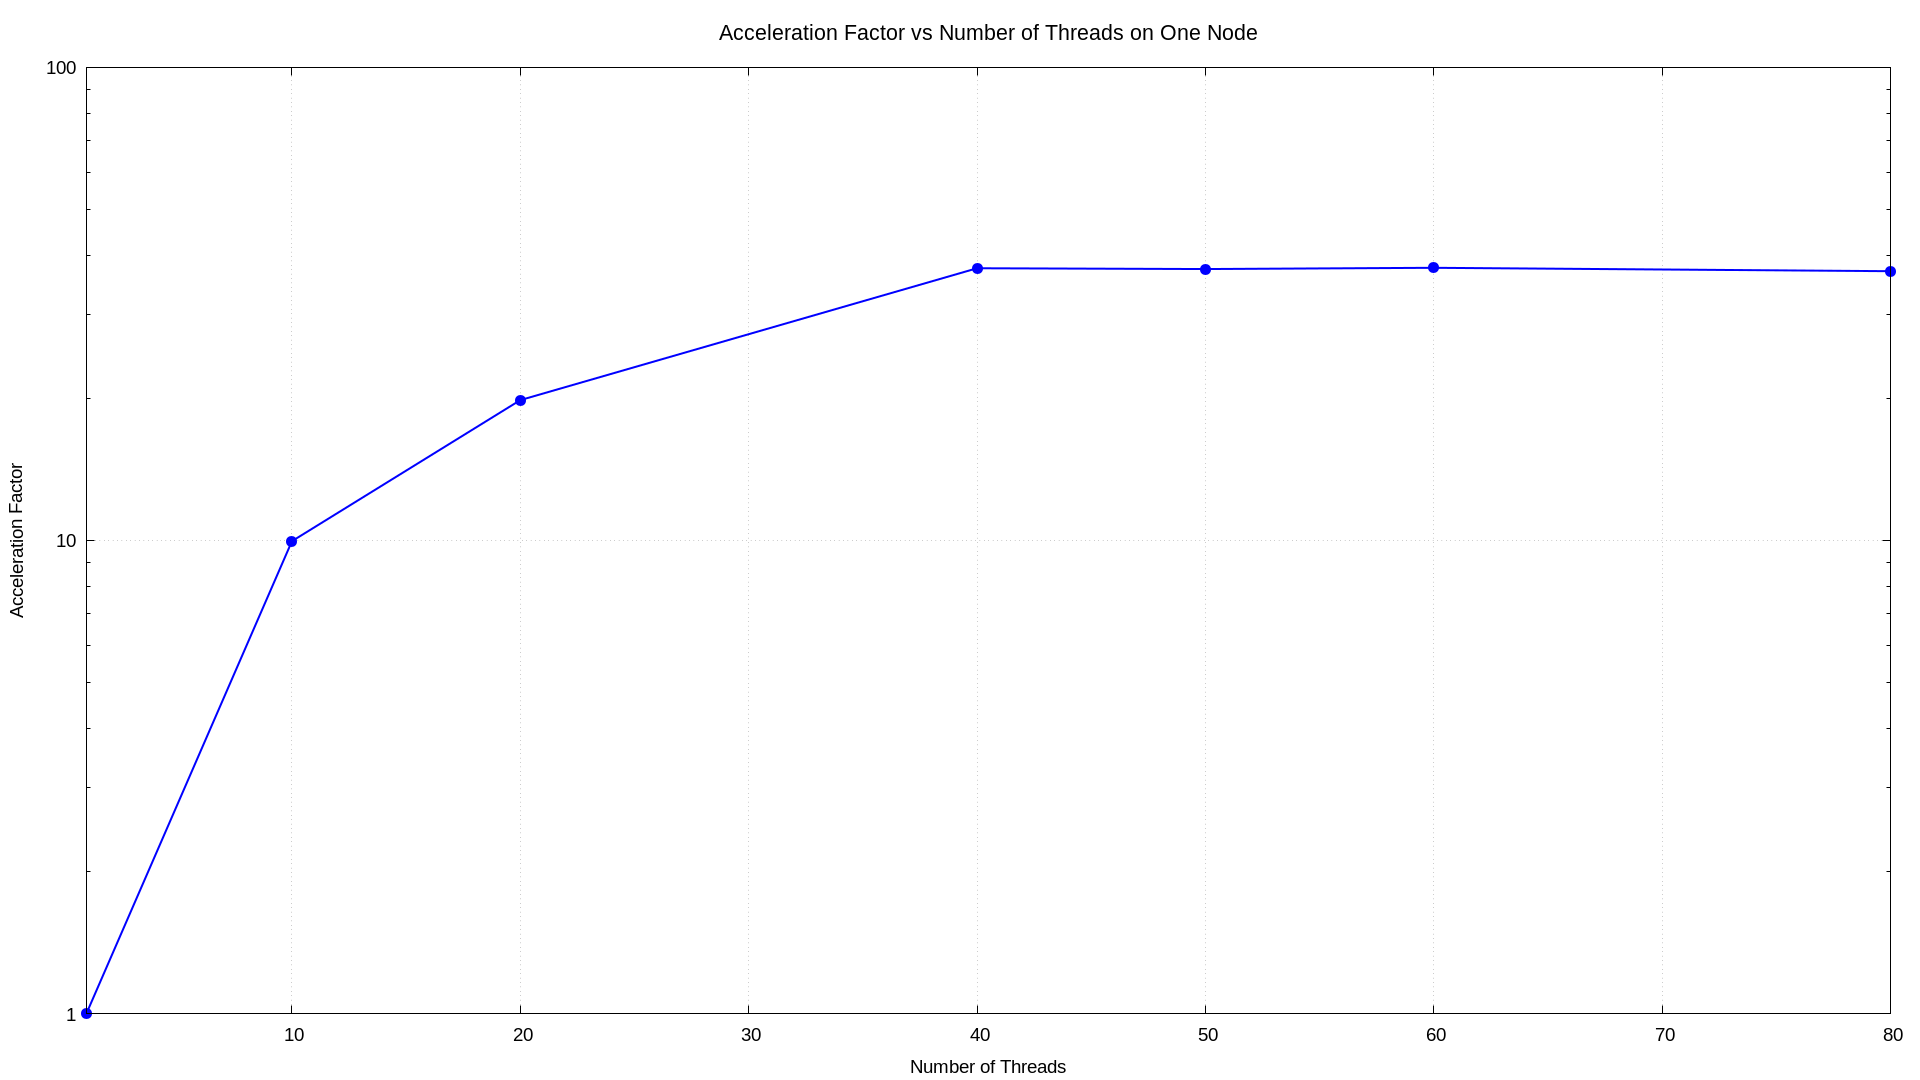 Acceleration Factor vs Number of Threads on One Node
100
10
1
Acceleration Factor
10 20 30 40 50 60 70 80
Number of Threads